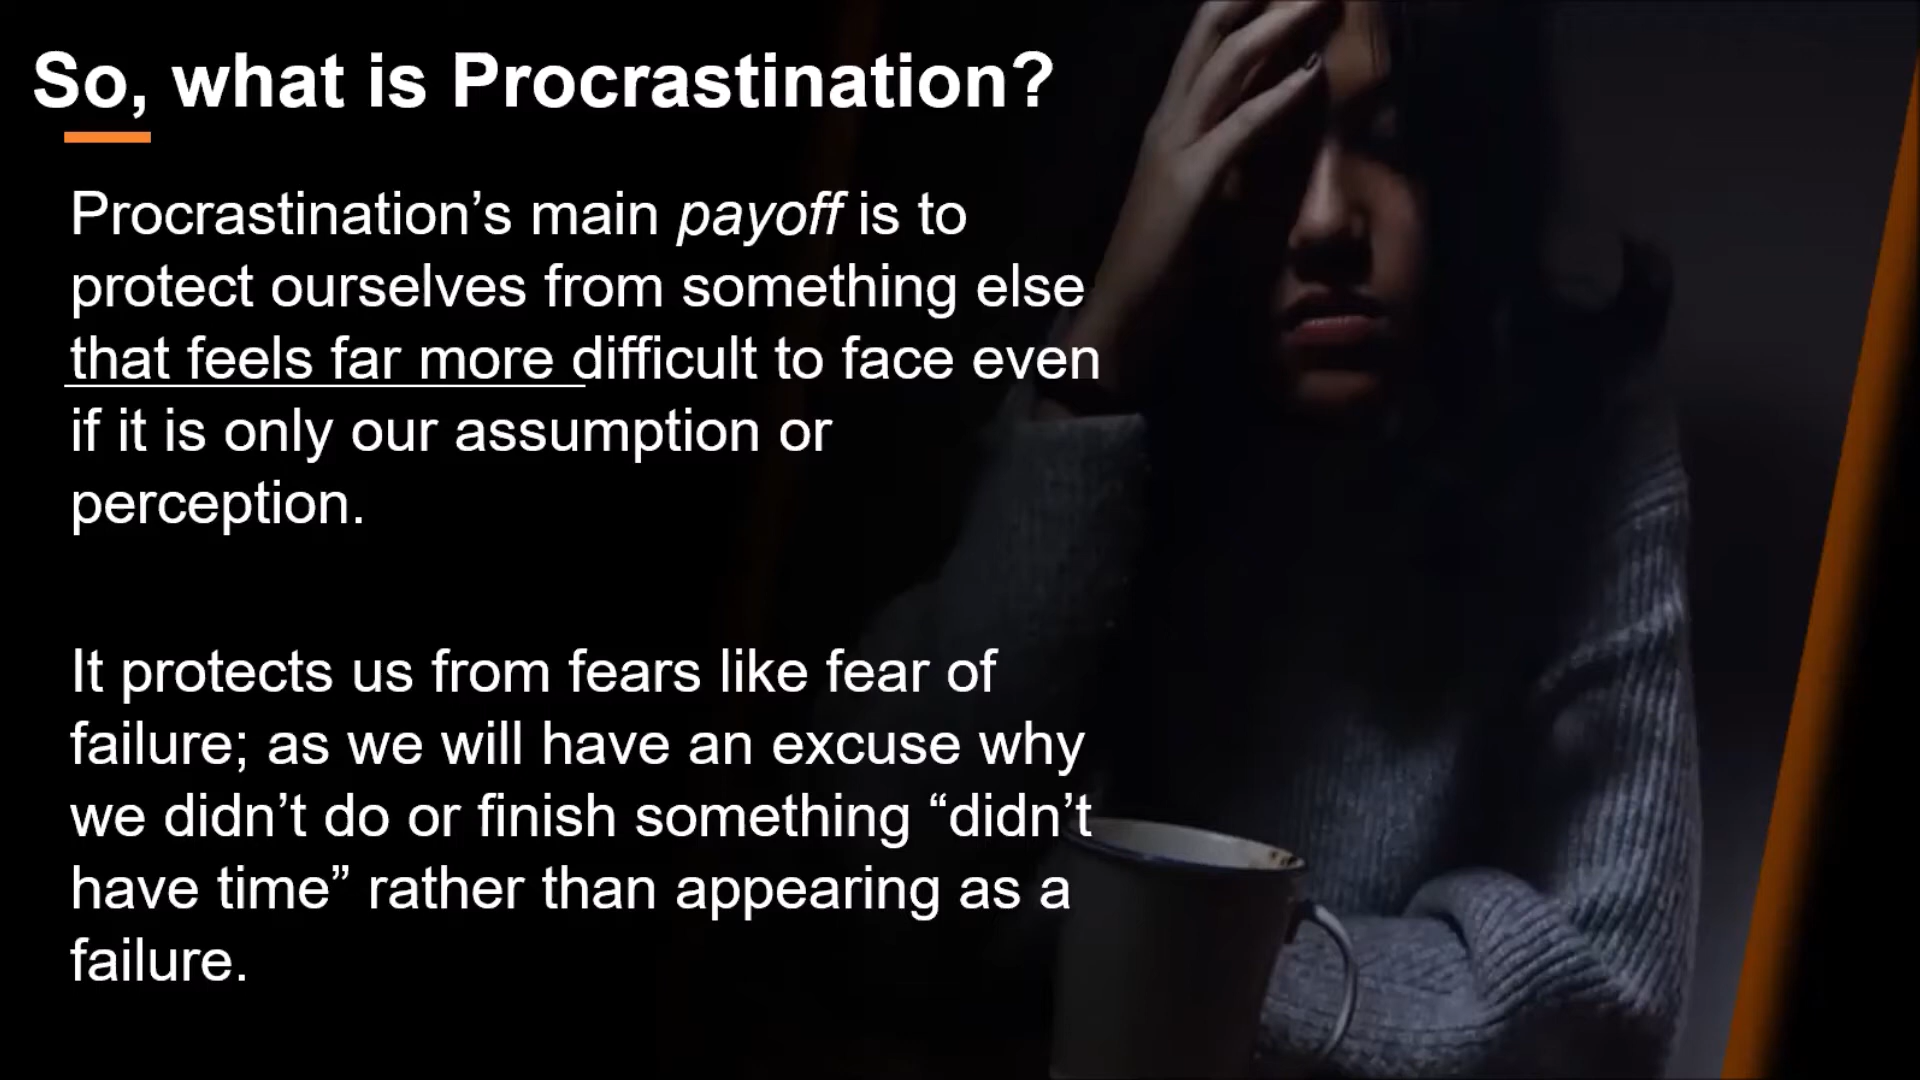 So, what is Procrastination?
Procrastination’s main payoff is to
protect ourselves from something else
that feels far more difficult to face even
if it is only our assumption or
perception.
It protects us from fears like fear of
failure; as we will have an excuse why
we didn’t do or finish something “didn’t
have time” rather than appearing as a
failure.